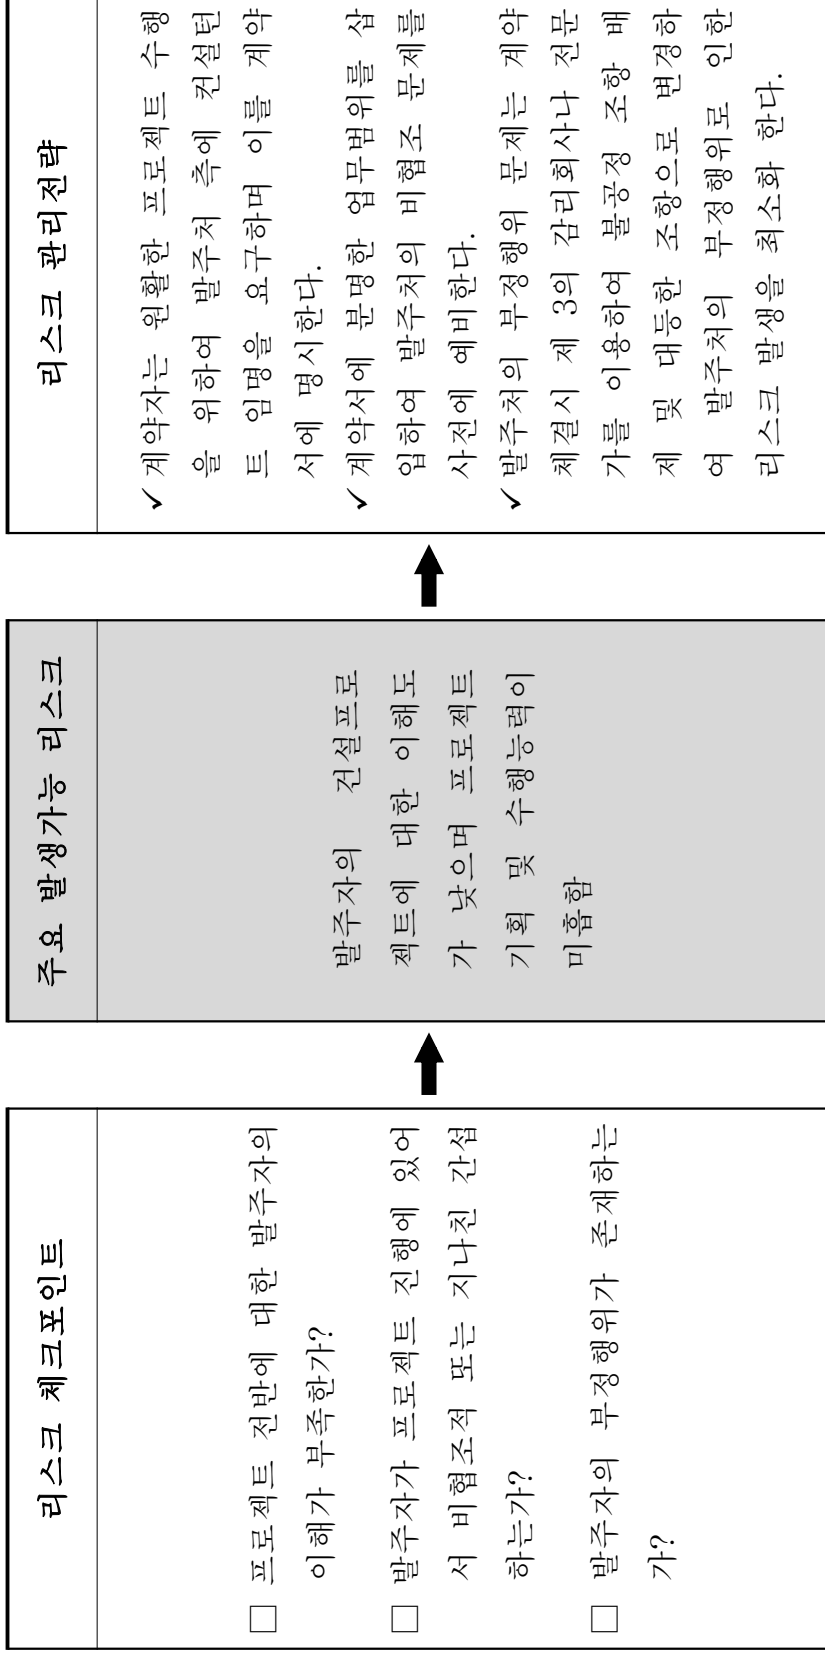 리스크 체크포인트
□ 프로젝트 전반에 대한 발주자의
이해가 부족한가?
□ 발주자가 프로젝트 진행에 있어
서 비협조적 또는 지나친 간섭
하는가?
□ 발주자의 부정행위가 존재하는
가?
주요 발생가능 리스크
발주자의 건설프로
젝트에 대한 이해도
가 낮으며 프로젝트
기획 및 수행능력이
미흡함
리스크 관리전략
✓계약자는 원활한 프로젝트 수행
을 위하여 발주처 측에 컨설턴
트 임명을 요구하며 이를 계약
서에 명시한다.
✓계약서에 분명한 업무범위를 삽
입하여 발주처의 비협조 문제를
사전에 예비한다.
✓발주처의 부정행위 문제는 계약
체결시 제 3의 감리회사나 전문
가를 이용하여 불공정 조항 배
제 및 대등한 조항으로 변경하
여 발주처의 부정행위로 인한
리스크 발생을 최소화 한다.